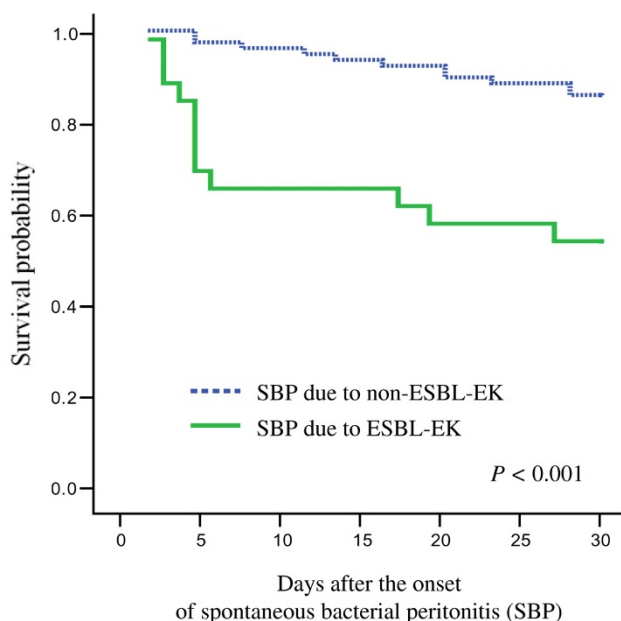 1.0
0.8
0.6
0.4
0.2
0.0
Survival probability
SBP due to non-ESBL-EK
SBP due to ESBL-EK
P < 0.001
0 5 10 15 20 25 30
Days after the onset
of spontaneous bacterial peritonitis (SBP)